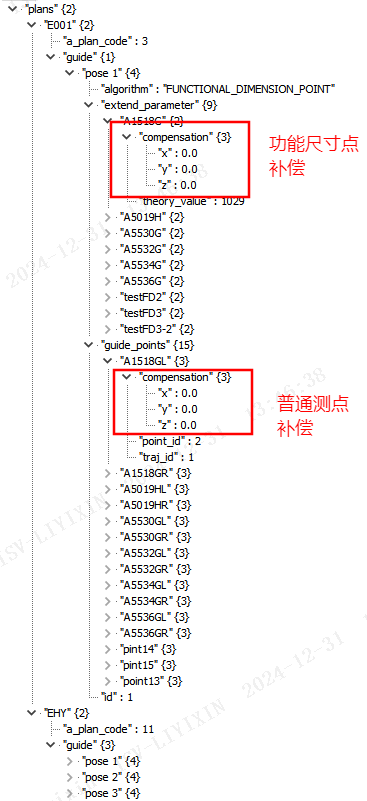 "plans" {2}
"E001" {2}
"a_plan_code" : 3
"guide" {1}
"pose 1" {4}
"algorithm" : "FUNCTIONAL_DIMENSION_POINT"
"extend_parameter" {9}
"A1518G" {2}
"compensation" {3}
"x" : 0.0
"y" : 0.0
"z" : 0.0
功能尺寸点
补偿
"theory_value" : 1029
"A5019H" {2}
"A5530G" {2}
"A5532G" {2}
"A5534G" {2}
"A5536G" {2}
"testFD2" {2}
"testFD3" {2}
"testFD3-2" {2}
"guide_points" {15}
"A1518GL" {3}
"compensation" {3}
"x" : 0.0
"y" : 0.0
"z" : 0.0
普通测点
补偿
"point_id" : 2
"traj_id" : 1
"A1518GR" {3}
"A5019HL" {3}
"A5019HR" {3}
"A5530GL" {3}
"A5530GR" {3}
"A5532GL" {3}
"A5532GR" {3}
"A5534GL" {3}
"A5534GR" {3}
"A5536GL" {3}
"A5536GR" {3}
"pint14" {3}
"pint15" {3}
"point13" {3}
"id" : 1
"EHY" {2}
"a_plan_code" : 11
"guide" {3}
"pose 1" {4}
"pose 2" {4}
"pose 3" {4}
2024-12-31
ISV-LIYIXIN
2024-12-31